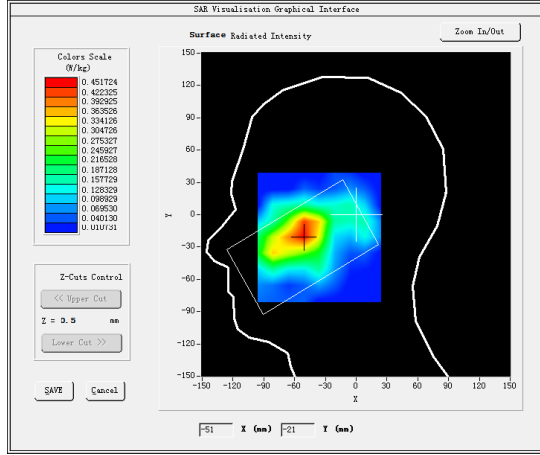 SAR Visualisation Graphical Interface
Surface Radiated Intensity
Zoom In/Out
Colors Scale
(W/kg)
0.451724
0.422325
0.392925
0.363526
0.334126
0.304726
0.275327
0.245927
0.216528
0.187128
0.157729
0.128329
0.098929
0.069530
0.040130
0.010731
Z-Cuts Control
<< Upper Cut
Z = 0.5 mm
Lower Cut >>
SAVE Cancel
150
120
90
60
30
Y 0
-30
-60
-90
-120
-150
-150 -120 -90 -60 -30 0 30 60 90 120 150
X
-51 X (mm) -21 Y (mm)